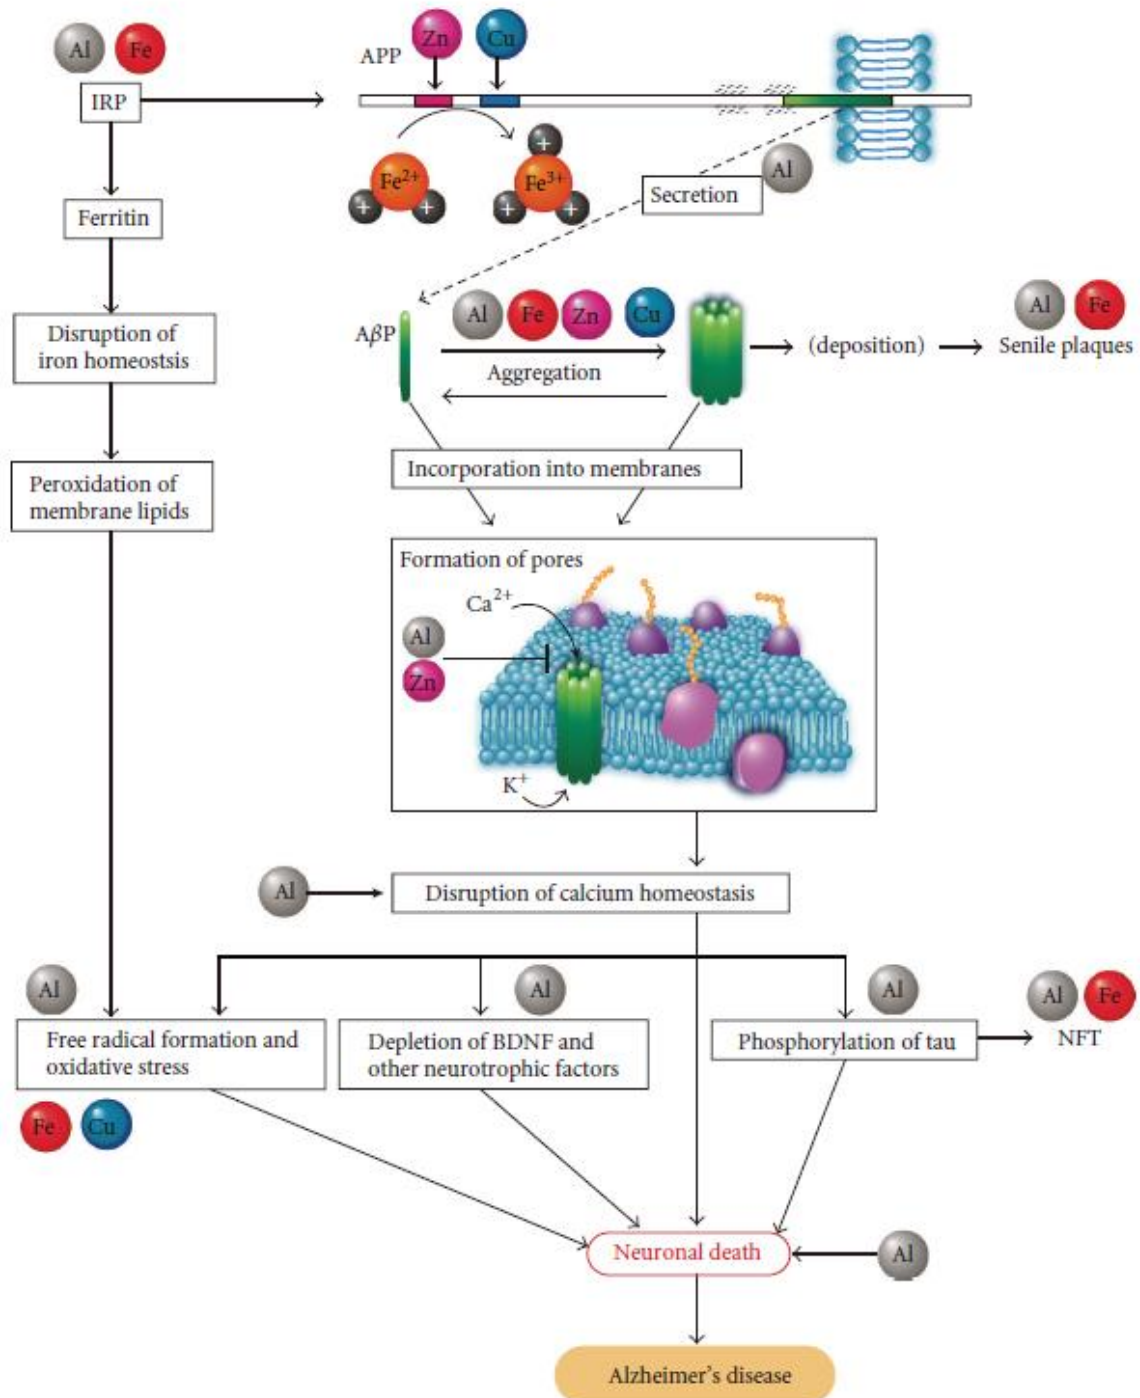 Al Fe
IRP
APP
Zn Cu
Fe2+
+ +
Fe3+
+
+ +
Al
Secretion
Ferritin
Disruption of
iron homeostsis
Peroxidation of
membrane lipids
AβP
Al Fe Zn Cu
Aggregation
(deposition)
Al Fe
Senile plaques
Incorporation into membranes
Formation of pores
Ca2+
Al
Zn
K+
Al
Disruption of calcium homeostasis
Al
Free radical formation and
oxidative stress
Fe Cu
Al
Depletion of BDNF and
other neurotrophic factors
Al
Phosphorylation of tau
Al Fe
NFT
Neuronal death
Al
Alzheimer's disease